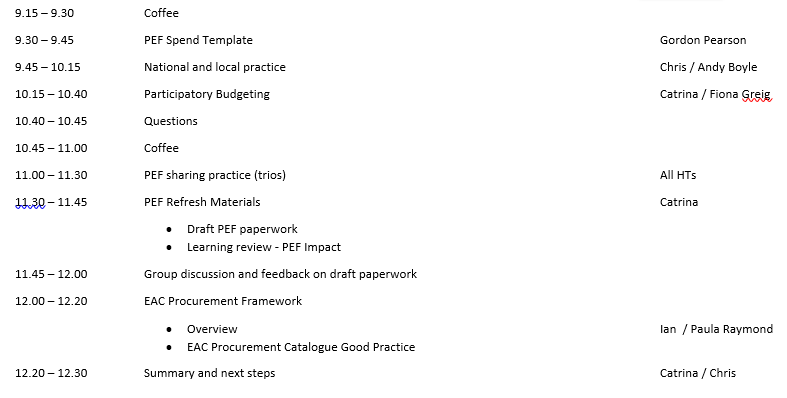 9.15 – 9.30 Coffee
9.30 – 9.45 PEF Spend Template Gordon Pearson
9.45 – 10.15 National and local practice Chris / Andy Boyle
10.15 – 10.40 Participatory Budgeting Catrina / Fiona Greig
10.40 – 10.45 Questions
10.45 – 11.00 Coffee
11.00 – 11.30 PEF sharing practice (trios) All HTs
11.30 – 11.45 PEF Refresh Materials Catrina
• Draft PEF paperwork
• Learning review - PEF Impact
11.45 – 12.00 Group discussion and feedback on draft paperwork
12.00 – 12.20 EAC Procurement Framework
• Overview Ian / Paula Raymond
• EAC Procurement Catalogue Good Practice
12.20 – 12.30 Summary and next steps Catrina / Chris